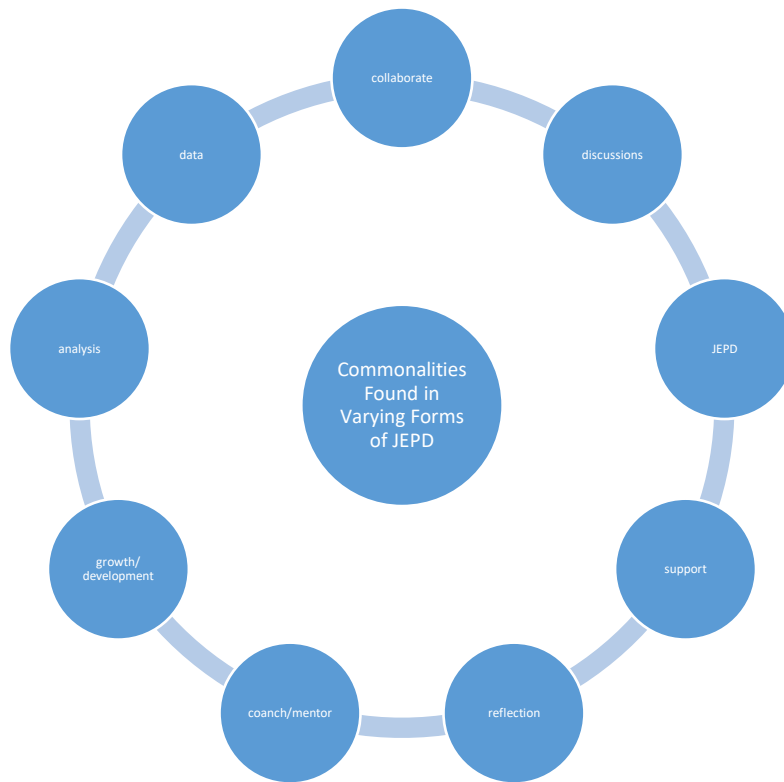 collaborate
discussions
JEPD
support
reflection
coanch/mentor
growth/
development
analysis
data
Commonalities
Found in
Varying Forms
of JEPD